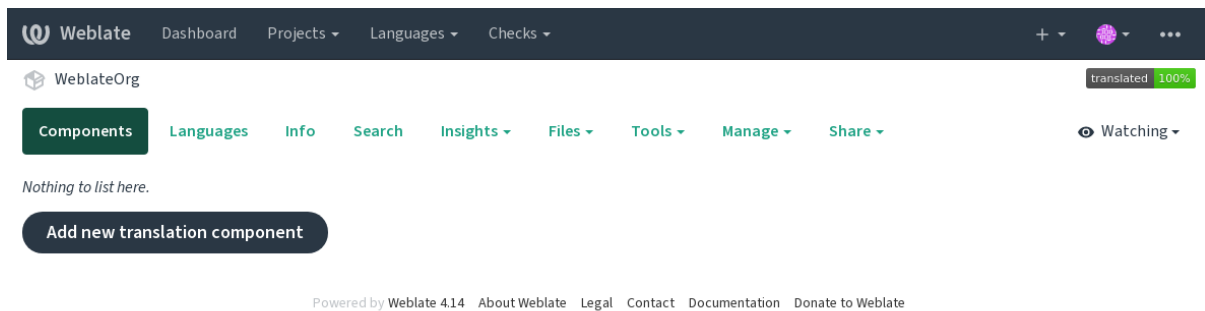 Weblate Dashboard Projects Languages Checks
WeblateOrg translated 100%
Components Languages Info Search Insights Files Tools Manage Share Watching
Nothing to list here.
Add new translation component
Powered by Weblate 4.14 About Weblate Legal Contact Documentation Donate to Weblate